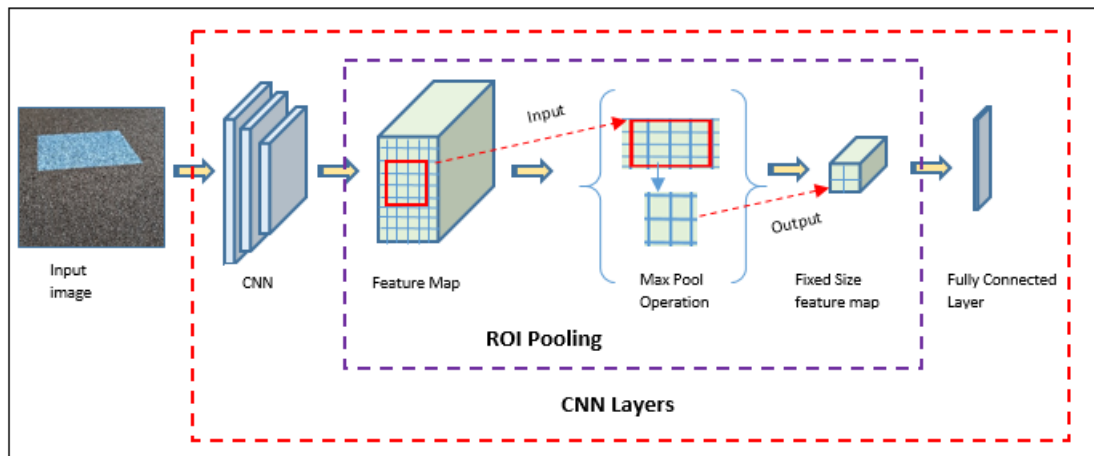 Input
Output
Input
image
CNN
Feature Map
Max Pool
Operation
Fixed Size
feature map
Fully Connected
Layer
ROI Pooling
CNN Layers